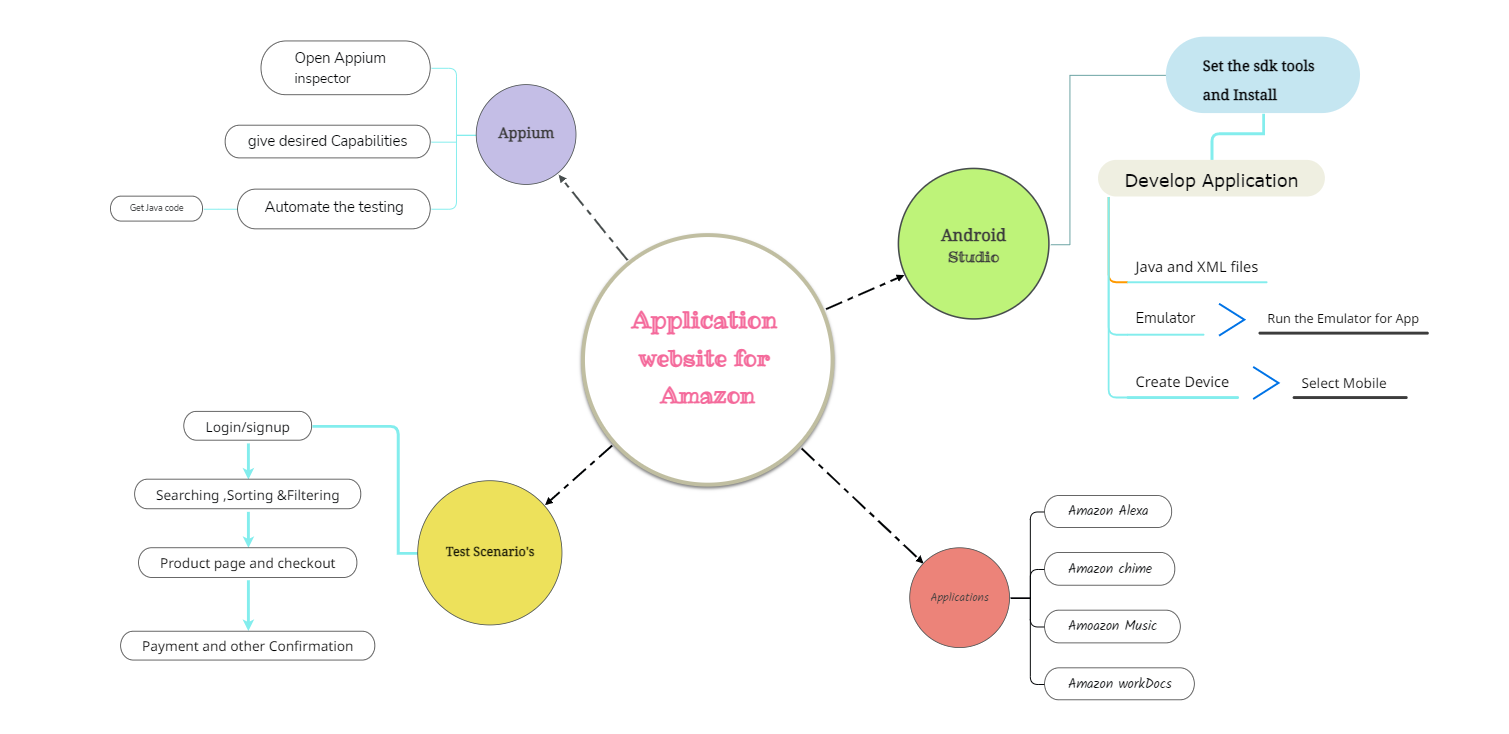 Open Appium
inspector
give desired Capabilities
Automate the testing
Get Java code
Appium
Set the sdk tools
and Install
Develop Application
Android
Studio
Java and XML files
Emulator
Run the Emulator for App
Create Device
Select Mobile
Application
website for
Amazon
Login/signup
Searching ,Sorting &Filtering
Product page and checkout
Payment and other Confirmation
Test Scenario's
Applications
Amazon Alexa
Amazon chime
Amoazon Music
Amazon workDocs